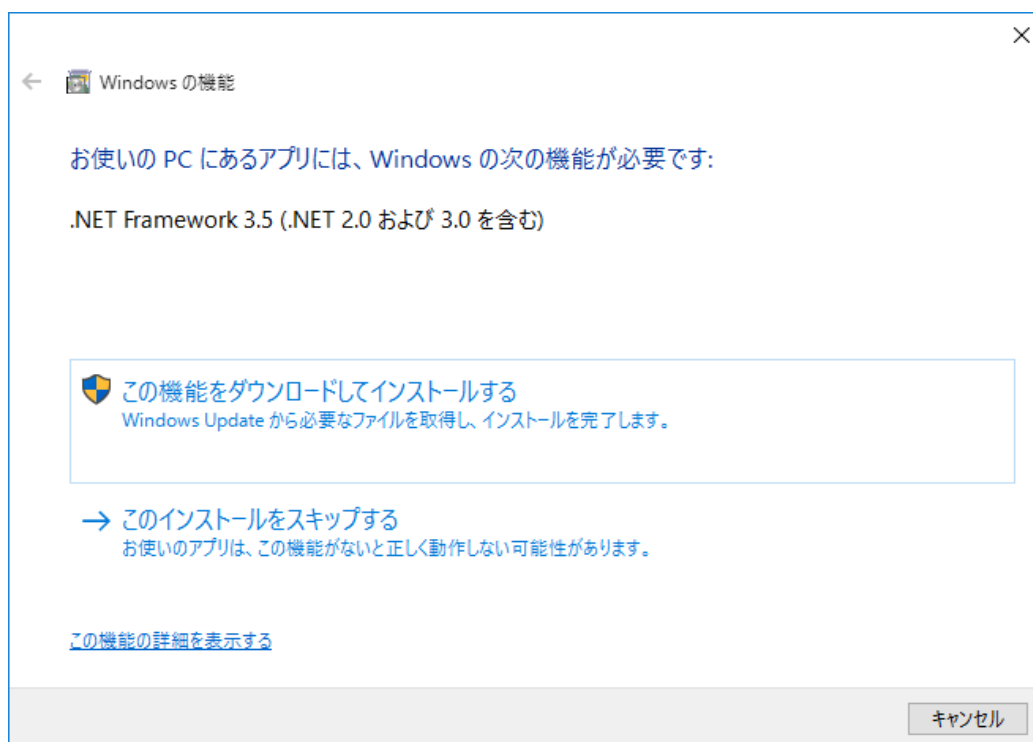 Windows の機能
お使いの PC にあるアプリには、Windows の次の機能が必要です:
.NET Framework 3.5 (.NET 2.0 および 3.0 を含む)
この機能をダウンロードしてインストールする
Windows Update から必要なファイルを取得し、インストールを完了します。
このインストールをスキップする
お使いのアプリは、この機能がないと正しく動作しない可能性があります。
この機能の詳細を表示する
キャンセル